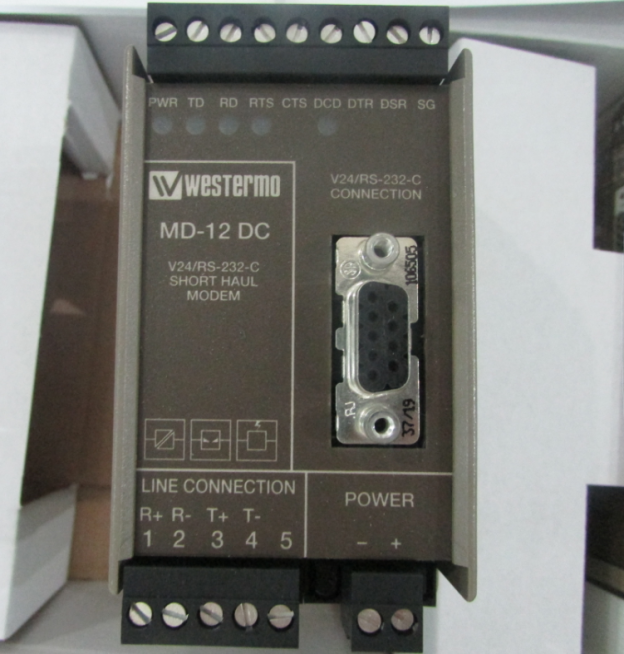 PWR TD RD RTS CTS DCD DTR DSR SG
Westermo
MD-12 DC
V24/RS-232-C
SHORT HAUL
MODEM
V24/RS-232-C
CONNECTION
106505
37/19
LINE CONNECTION
R+ R- T+ T-
1 2 3 4 5
POWER
− +